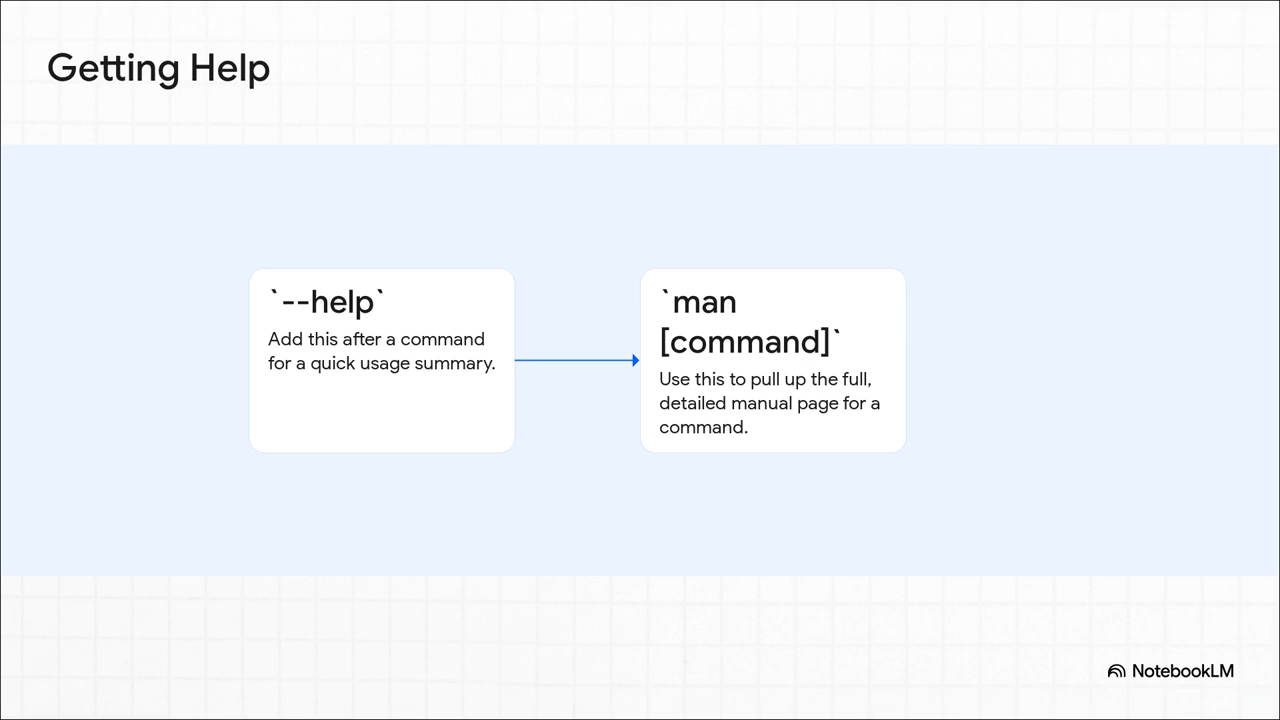 Getting Help
`--help`
Add this after a command
for a quick usage summary.
`man
[command]`
Use this to pull up the full,
detailed manual page for a
command.
NotebookLM